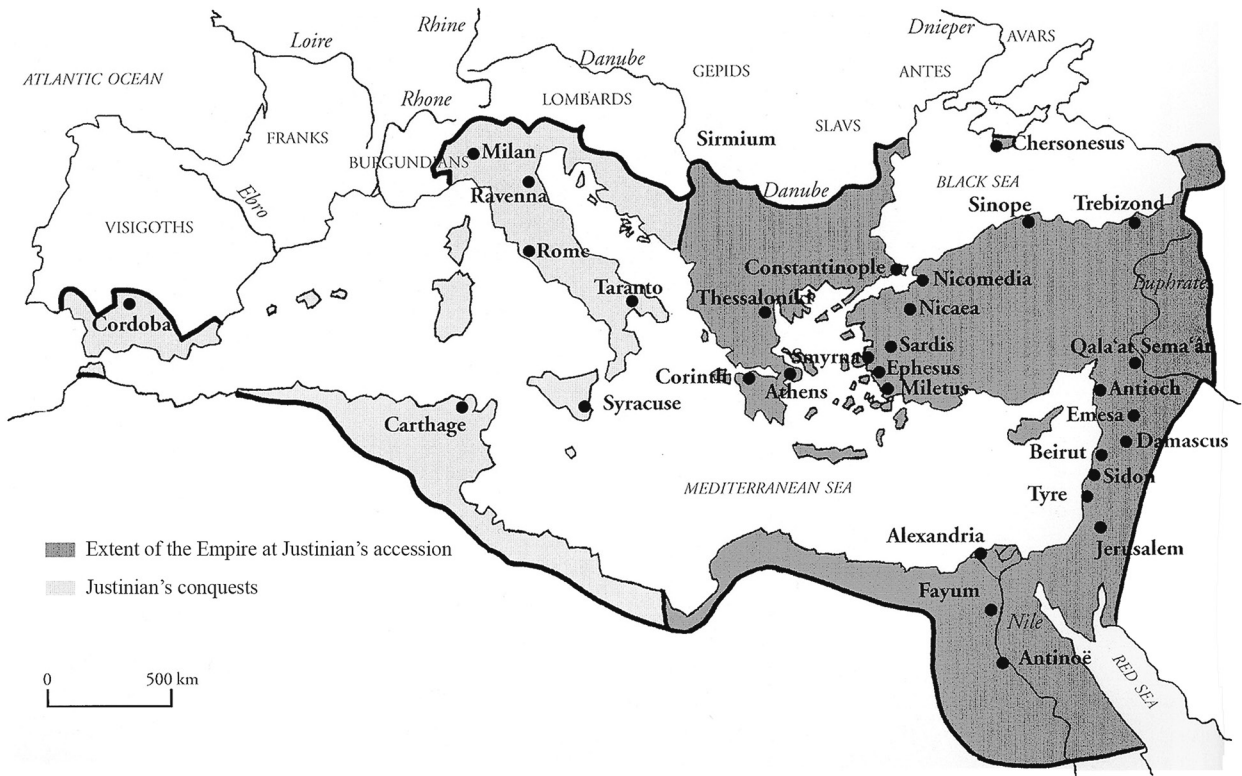 Rhine
Dnieper
AVARS
Loire
Danube
GEPIDS
ANTES
ATLANTIC OCEAN
Rhone
LOMBARDS
FRANKS
SLAVS
Sirmium
Chersonesus
BURGUNDIANS
Milan
Danube
BLACK SEA
Ravenna
Ebro
Sinope
Trebizond
VISIGOTHS
Rome
Constantinople
Nicomedia
Euphrates
Taranto
Thessaloniki
Nicaea
Cordoba
Sardis
Qala‘at Sema‘ân
Smyrna
Ephesus
Corinth
Athens
Miletus
Antioch
Syracuse
Emesa
Carthage
Damascus
Beirut
Sidon
MEDITERRANEAN SEA
Tyre
Alexandria
Jerusalem
Extent of the Empire at Justinian’s accession
Justinian’s conquests
Fayum
Nile
Antinoë
RED SEA
0 500 km